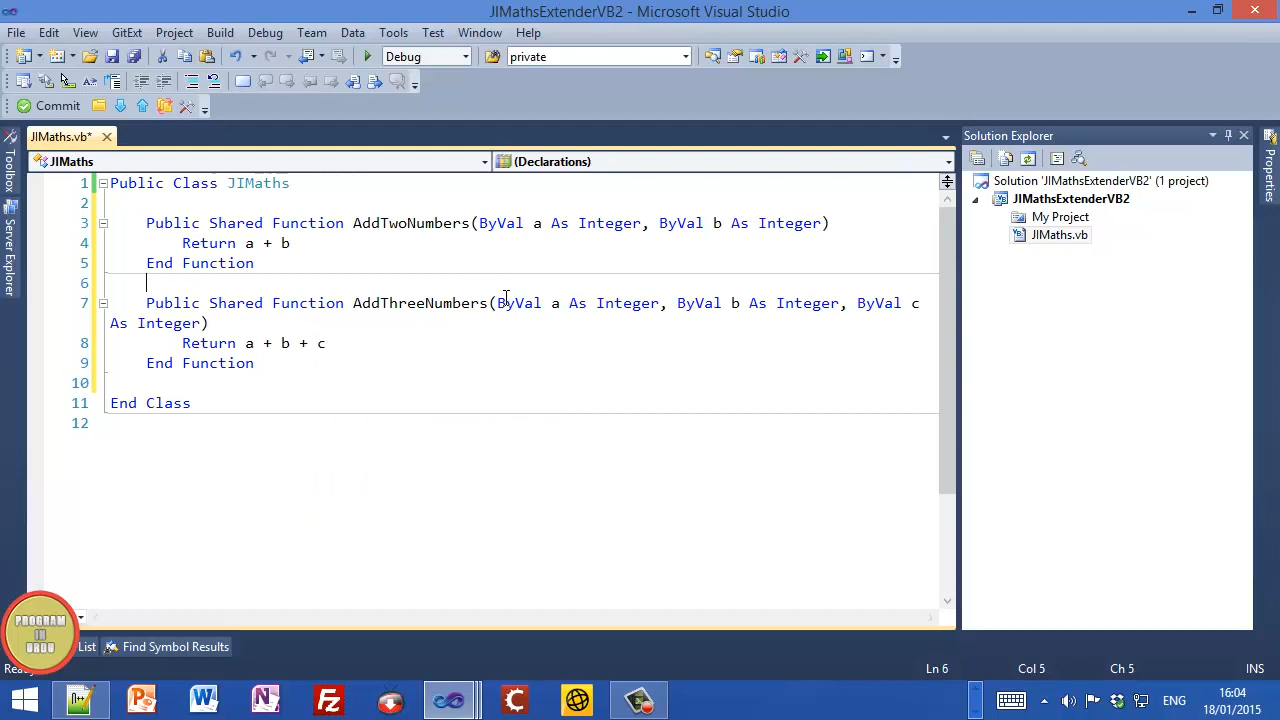 JIMathsExtenderVB2 - Microsoft Visual Studio
File Edit View GitExt Project Build Debug Team Data Tools Test Window Help
Debug private
Commit
JIMaths.vb*
Solution Explorer
JIMaths (Declarations)
Toolbox
Server Explorer
Properties
Solution 'JIMathsExtenderVB2' (1 project)
JIMathsExtenderVB2
My Project
JIMaths.vb
1 Public Class JIMaths
2
3 Public Shared Function AddTwoNumbers(ByVal a As Integer, ByVal b As Integer)
4 Return a + b
5 End Function
6
7 Public Shared Function AddThreeNumbers(ByVal a As Integer, ByVal b As Integer, ByVal c
As Integer)
8 Return a + b + c
9 End Function
10
11 End Class
12
PROGRAM
IN
URDU
List Find Symbol Results
Ln 6 Col 5 Ch 5 INS
ENG
16:04
18/01/2015